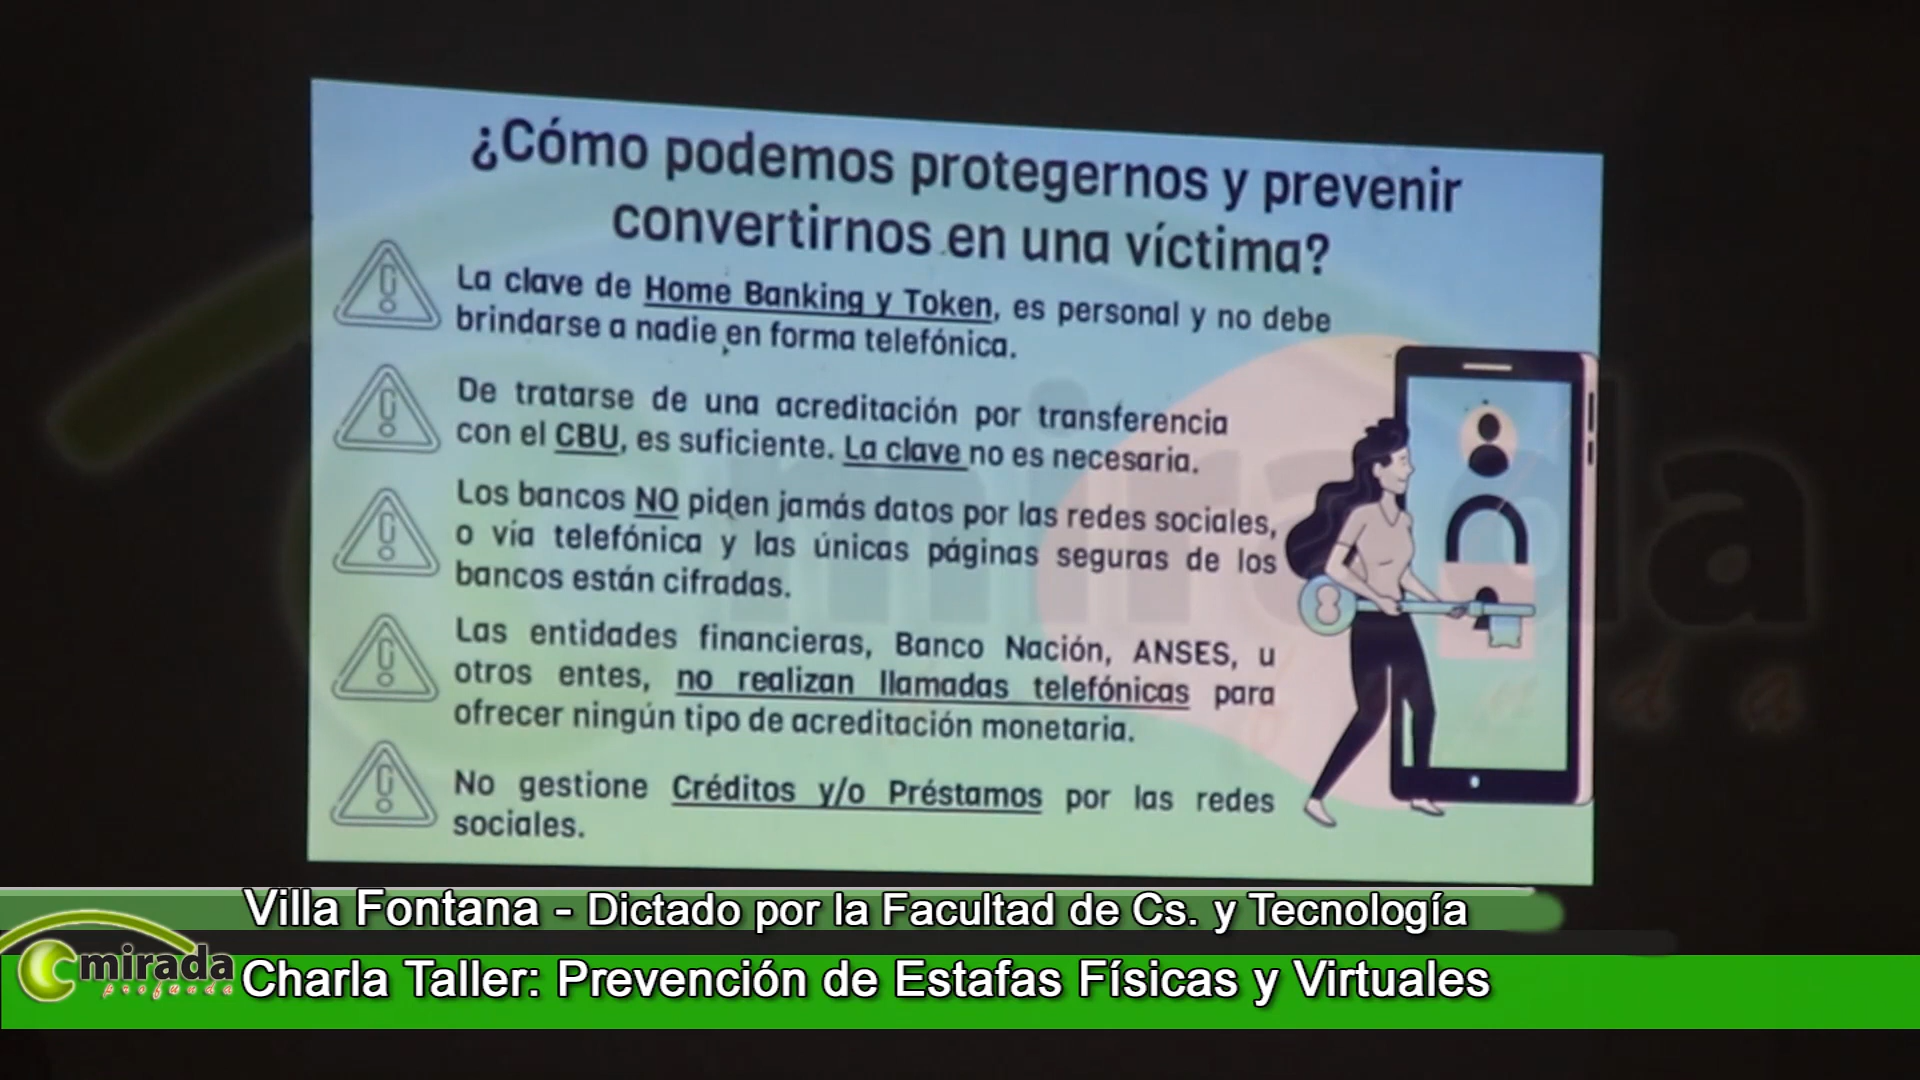 ¿Cómo podemos protegernos y prevenir
convertirnos en una víctima?
La clave de Home Banking y Token, es personal y no debe
brindarse a nadie en forma telefónica.
De tratarse de una acreditación por transferencia
con el CBU, es suficiente. La clave no es necesaria.
Los bancos NO piden jamás datos por las redes sociales,
o vía telefónica y las únicas páginas seguras de los
bancos están cifradas.
Las entidades financieras, Banco Nación, ANSES, u
otros entes, no realizan llamadas telefónicas para
ofrecer ningún tipo de acreditación monetaria.
No gestione Créditos y/o Préstamos por las redes
sociales.
Villa Fontana - Dictado por la Facultad de Cs. y Tecnología
mirada
profunda
Charla Taller: Prevención de Estafas Físicas y Virtuales